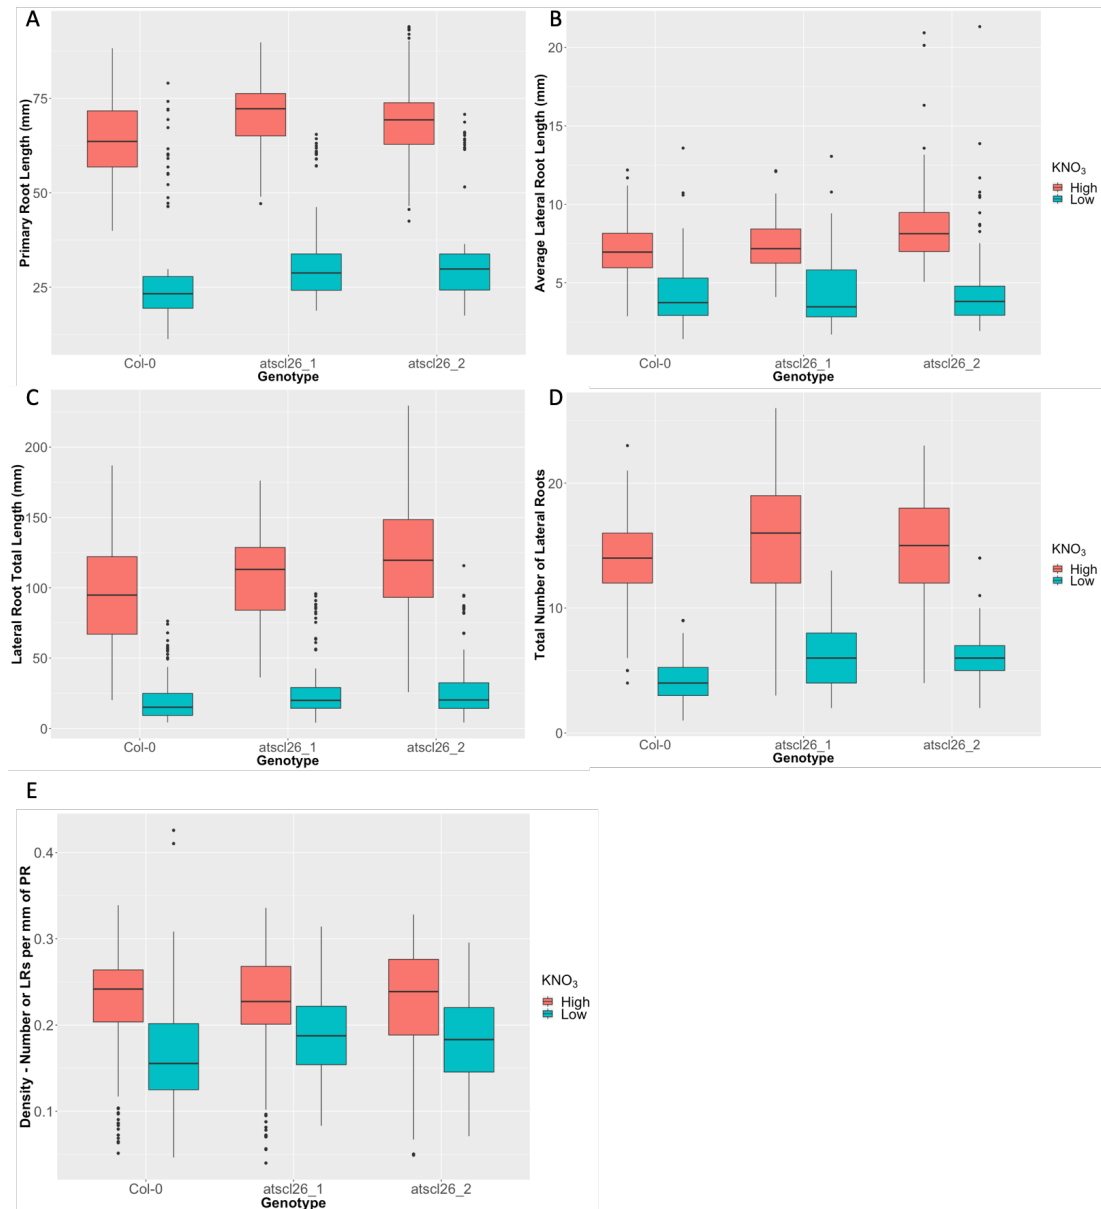 A
Primary Root Length (mm)
75
50
25
Col-0 atscl26_1 atscl26_2
Genotype
B
Average Lateral Root Length (mm)
20
15
10
5
Col-0 atscl26_1 atscl26_2
Genotype
KNO3
High
Low
C
Lateral Root Total Length (mm)
200
150
100
50
0
Col-0 atscl26_1 atscl26_2
Genotype
D
Total Number of Lateral Roots
20
10
0
Col-0 atscl26_1 atscl26_2
Genotype
KNO3
High
Low
E
Density - Number or LRs per mm of PR
0.4
0.3
0.2
0.1
Col-0 atscl26_1 atscl26_2
Genotype
KNO3
High
Low